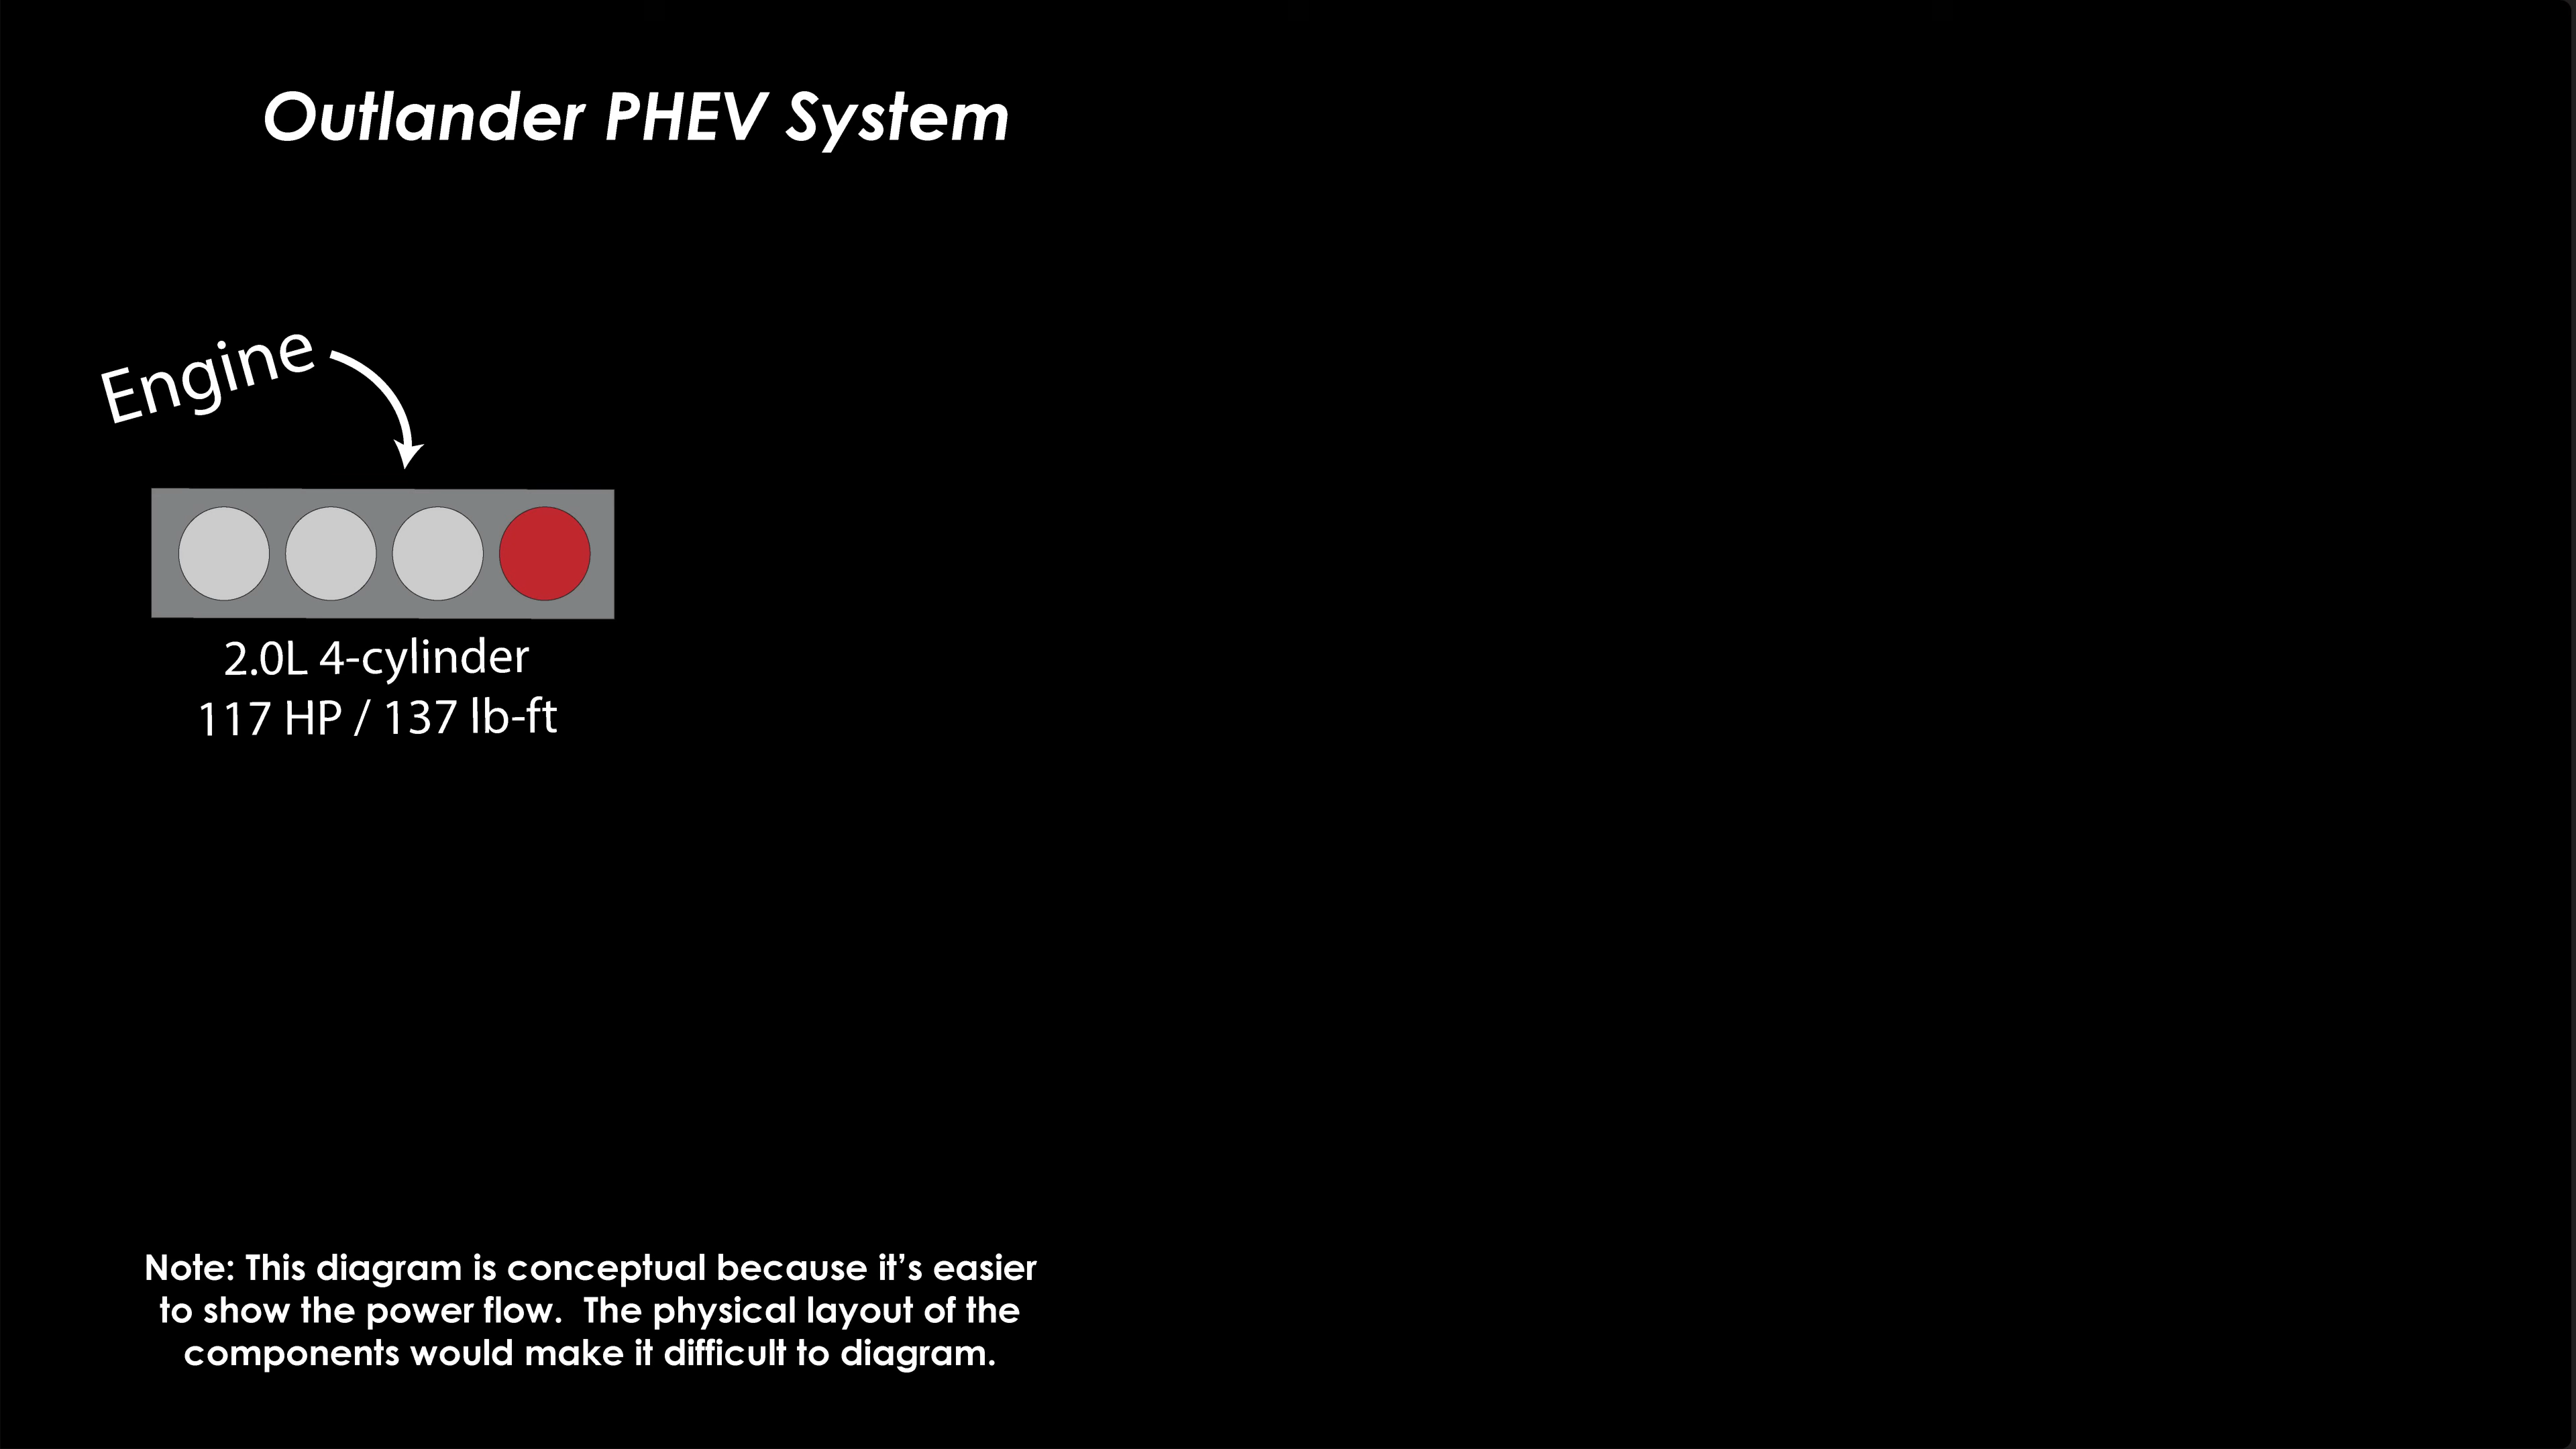 Outlander PHEV System
Engine
2.0L 4-cylinder
117 HP / 137 lb-ft
Note: This diagram is conceptual because it’s easier
to show the power flow.  The physical layout of the
components would make it difficult to diagram.